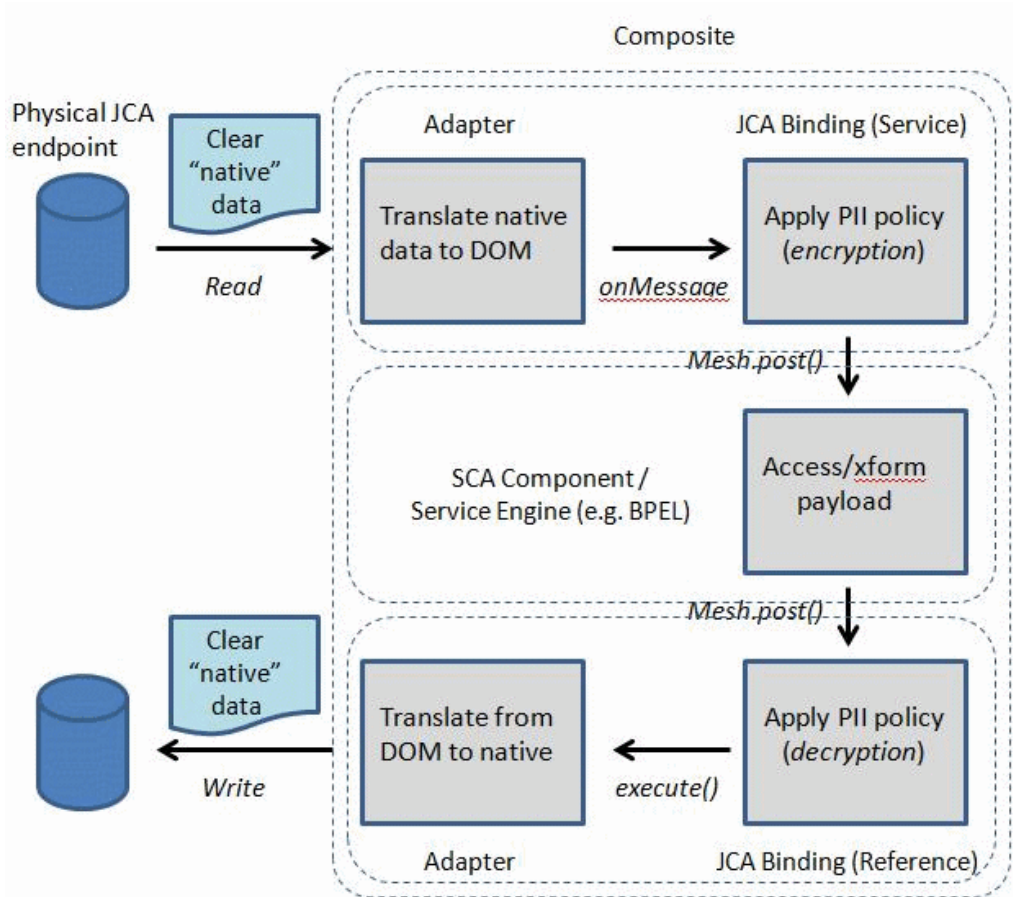 Composite
Physical JCA
endpoint
Clear
“native”
data
Read
Adapter
Translate native
data to DOM
onMessage
JCA Binding (Service)
Apply PII policy
(encryption)
Mesh.post()
SCA Component /
Service Engine (e.g. BPEL)
Access/xform
payload
Mesh.post()
Clear
“native”
data
Write
Translate from
DOM to native
execute()
Apply PII policy
(decryption)
Adapter
JCA Binding (Reference)